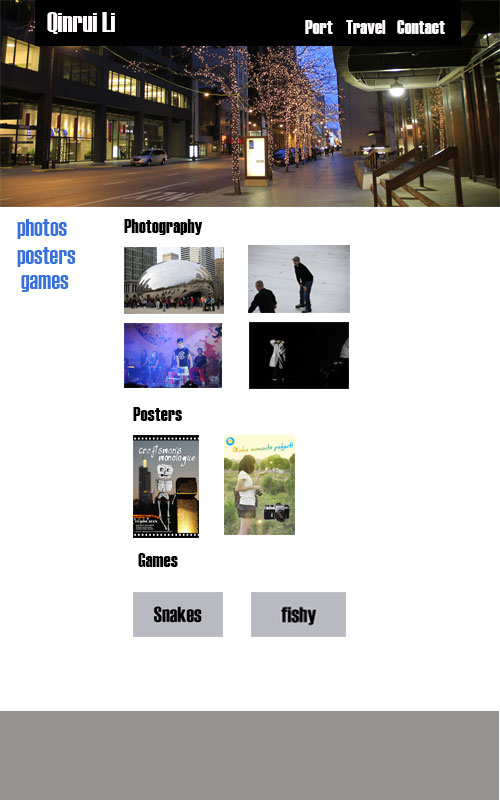 Qinrui Li
Port Travel Contact
photos
posters
games
Photography
Posters
craftsman's
monologue
Make moments perfect!
Games
Snakes
fishy